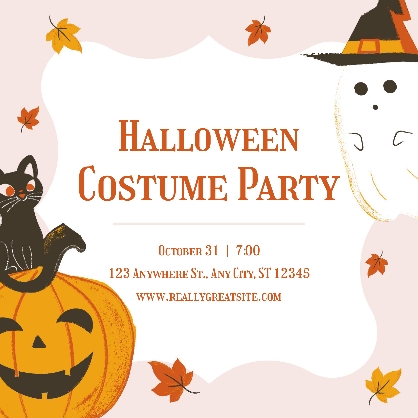 Halloween
Costume Party
October 31 | 7:00
123 Anywhere St., Any City, ST 12345
www.reallygreatsite.com